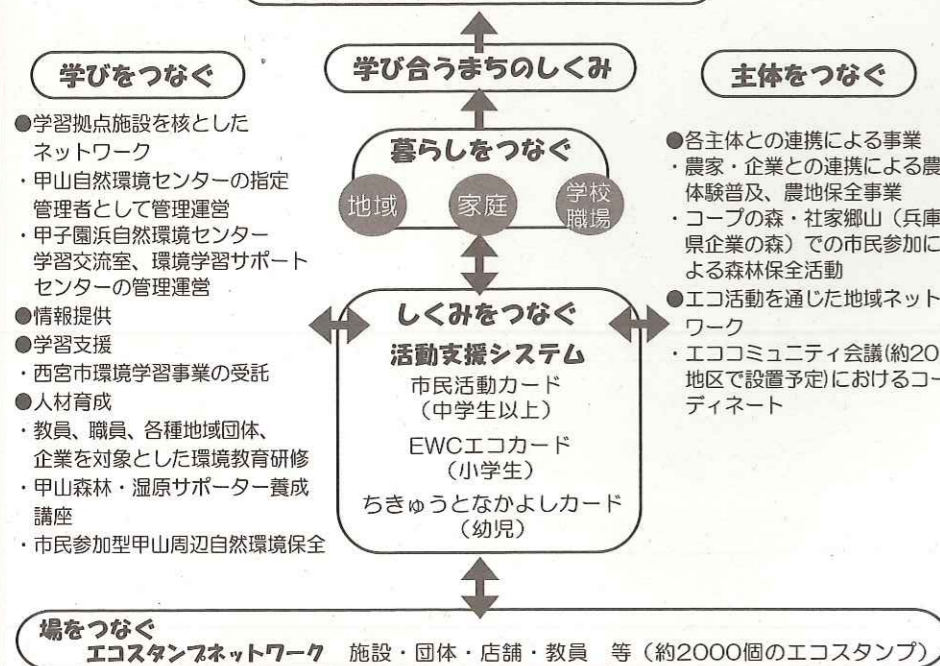 学びをつなぐ
●学習拠点施設を核とした
ネットワーク
・甲山自然環境センターの指定
管理者として管理運営
・甲子園浜自然環境センター
学習交流室、環境学習サポート
センターの管理運営
●情報提供
●学習支援
・西宮市環境学習事業の受託
●人材育成
・教員、職員、各種地域団体、
企業を対象とした環境教育研修
・甲山森林・湿原サポーター養成
講座
・市民参加型甲山周辺自然環境保全
学び合うまちのしくみ
暮らしをつなぐ
地域
家庭
学校
職場
しくみをつなぐ
活動支援システム
市民活動カード
（中学生以上）
EWCエコカード
（小学生）
ちきゅうとなかよしカード
（幼児）
主体をつなぐ
●各主体との連携による事業
・農家・企業との連携による農
体験普及、農地保全事業
・コープの森・社家郷山（兵庫
県企業の森）での市民参加に
よる森林保全活動
●エコ活動を通じた地域ネット
ワーク
・エココミュニティ会議(約20
地区で設置予定)におけるコー
ディネート
場をつなぐ
エコスタンプネットワーク 施設・団体・店舗・教員 等（約2000個のエコスタンプ）